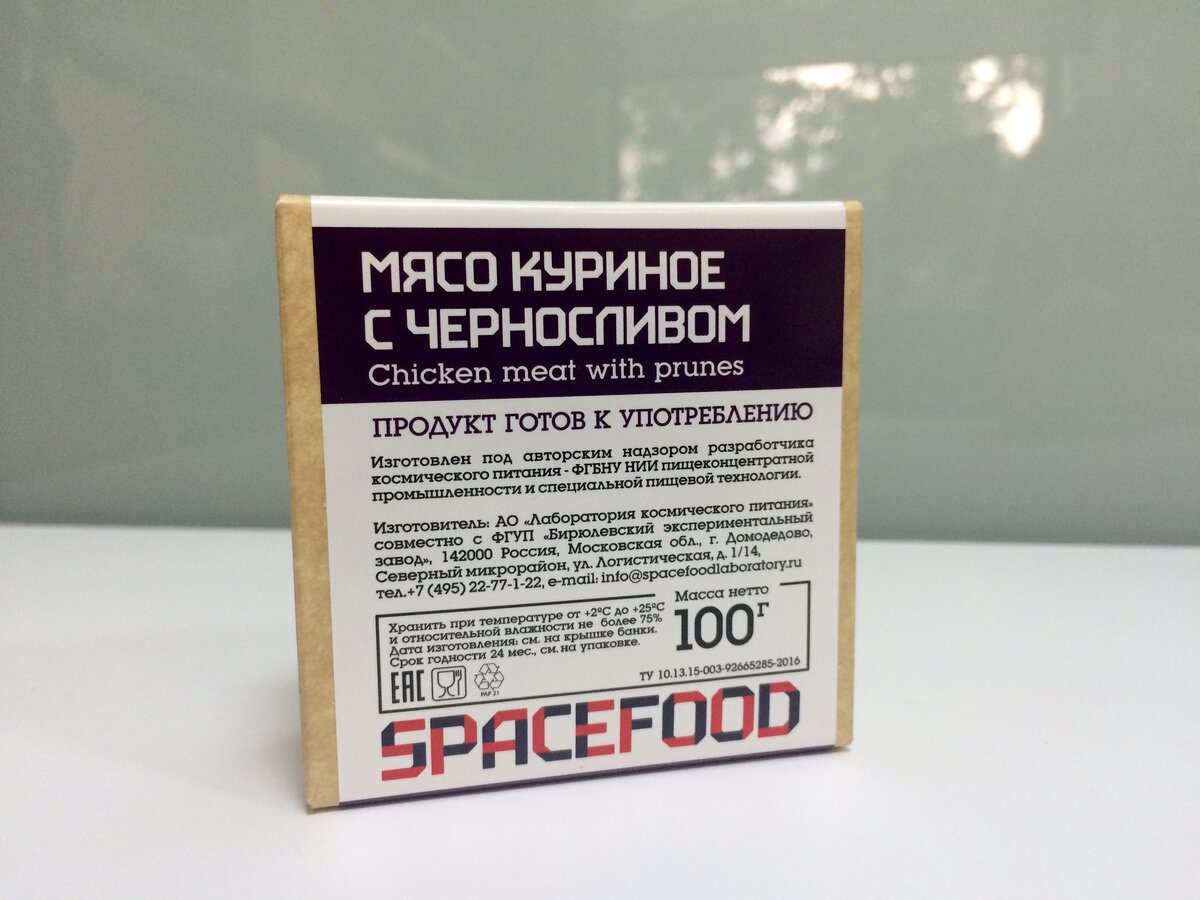 МЯСО КУРИНОЕ
С ЧЕРНОСЛИВОМ
Chicken meat with prunes
ПРОДУКТ ГОТОВ К УПОТРЕБЛЕНИЮ
Изготовлен под авторским надзором разработчика
космического питания - ФГБНУ НИИ пищеконцентратной
промышленности и специальной пищевой технологии.
Изготовитель: АО «Лаборатория космического питания»
совместно с ФГУП «Бирюлевский экспериментальный
завод», 142000 Россия, Московская обл., г. Домодедово,
Северный микрорайон, ул. Логистическая, д. 1/14,
тел.+7 (495) 22-77-1-22, e-mail: info@spacefoodlaboratory.ru
Хранить при температуре от +2ºС до +25ºС
и относительной влажности не более 75%
Дата изготовления: см. на крышке банки.
Срок годности 24 мес., см. на упаковке.
Масса нетто
100г
EAC
PAP 21
ТУ 10.13.15-003-92665285-2016
SPACEFOOD